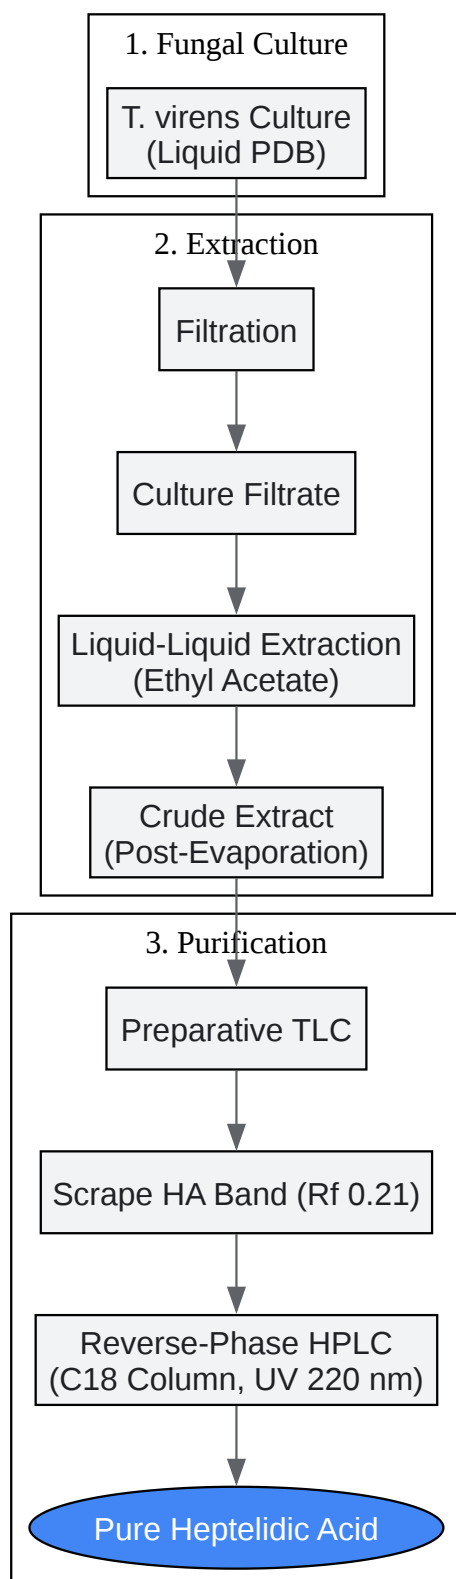 1. Fungal Culture
T. virens Culture
(Liquid PDB)
2. Extraction
Filtration
Culture Filtrate
Liquid-Liquid Extraction
(Ethyl Acetate)
Crude Extract
(Post-Evaporation)
3. Purification
Preparative TLC
Scrape HA Band (Rf 0.21)
Reverse-Phase HPLC
(C18 Column, UV 220 nm)
Pure Heptelidic Acid